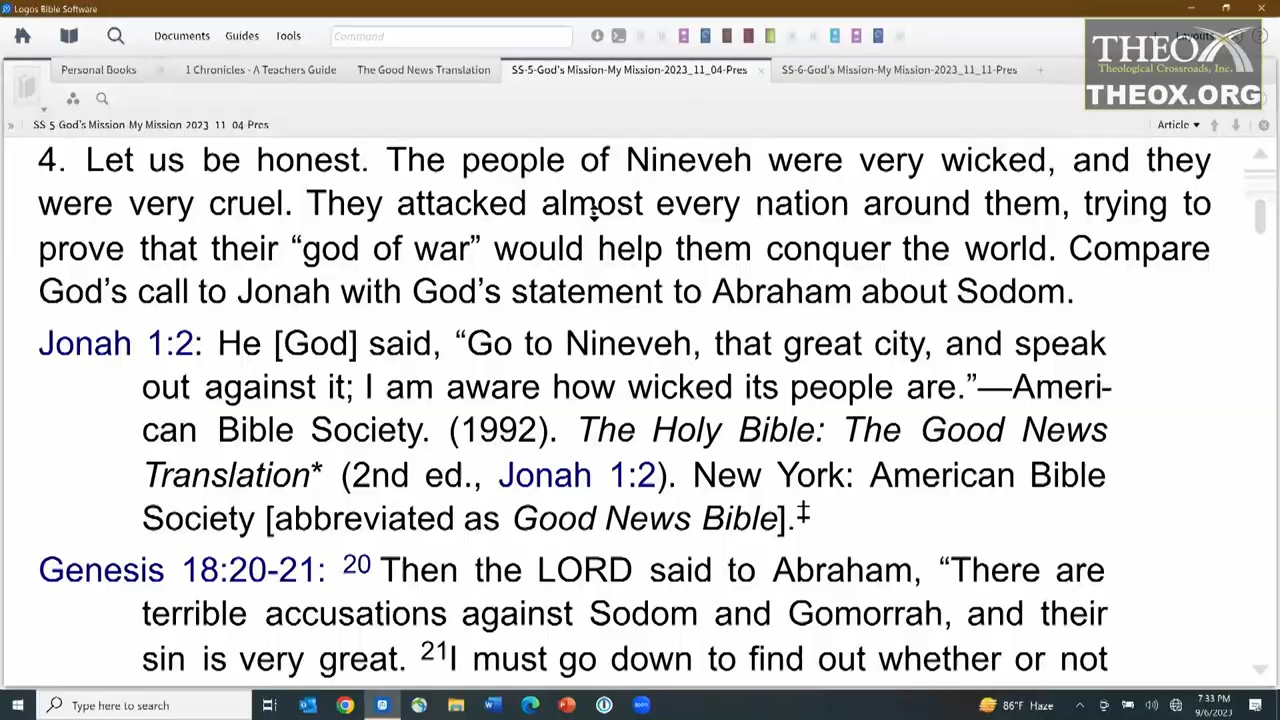 Logos Bible Software
Documents Guides Tools Command
THEOX
Theological Crossroads, Inc.
THEOX.ORG
Personal Books 1 Chronicles - A Teachers Guide The Good News Translation SS-5-God's Mission-My Mission-2023_11_04-Pres SS-6-God's Mission-My Mission-2023_11_11-Pres
SS-5-God's Mission-My Mission-2023_11_04-Pres Article
4. Let us be honest. The people of Nineveh were very wicked, and they
were very cruel. They attacked almost every nation around them, trying to
prove that their “god of war” would help them conquer the world. Compare
God’s call to Jonah with God’s statement to Abraham about Sodom.
Jonah 1:2: He [God] said, “Go to Nineveh, that great city, and speak
out against it; I am aware how wicked its people are.”—Ameri-
can Bible Society. (1992). The Holy Bible: The Good News
Translation* (2nd ed., Jonah 1:2). New York: American Bible
Society [abbreviated as Good News Bible].‡
Genesis 18:20-21: 20 Then the LORD said to Abraham, “There are
terrible accusations against Sodom and Gomorrah, and their
sin is very great. 21I must go down to find out whether or not
Type here to search
86°F Haze
7:33 PM
9/6/2023